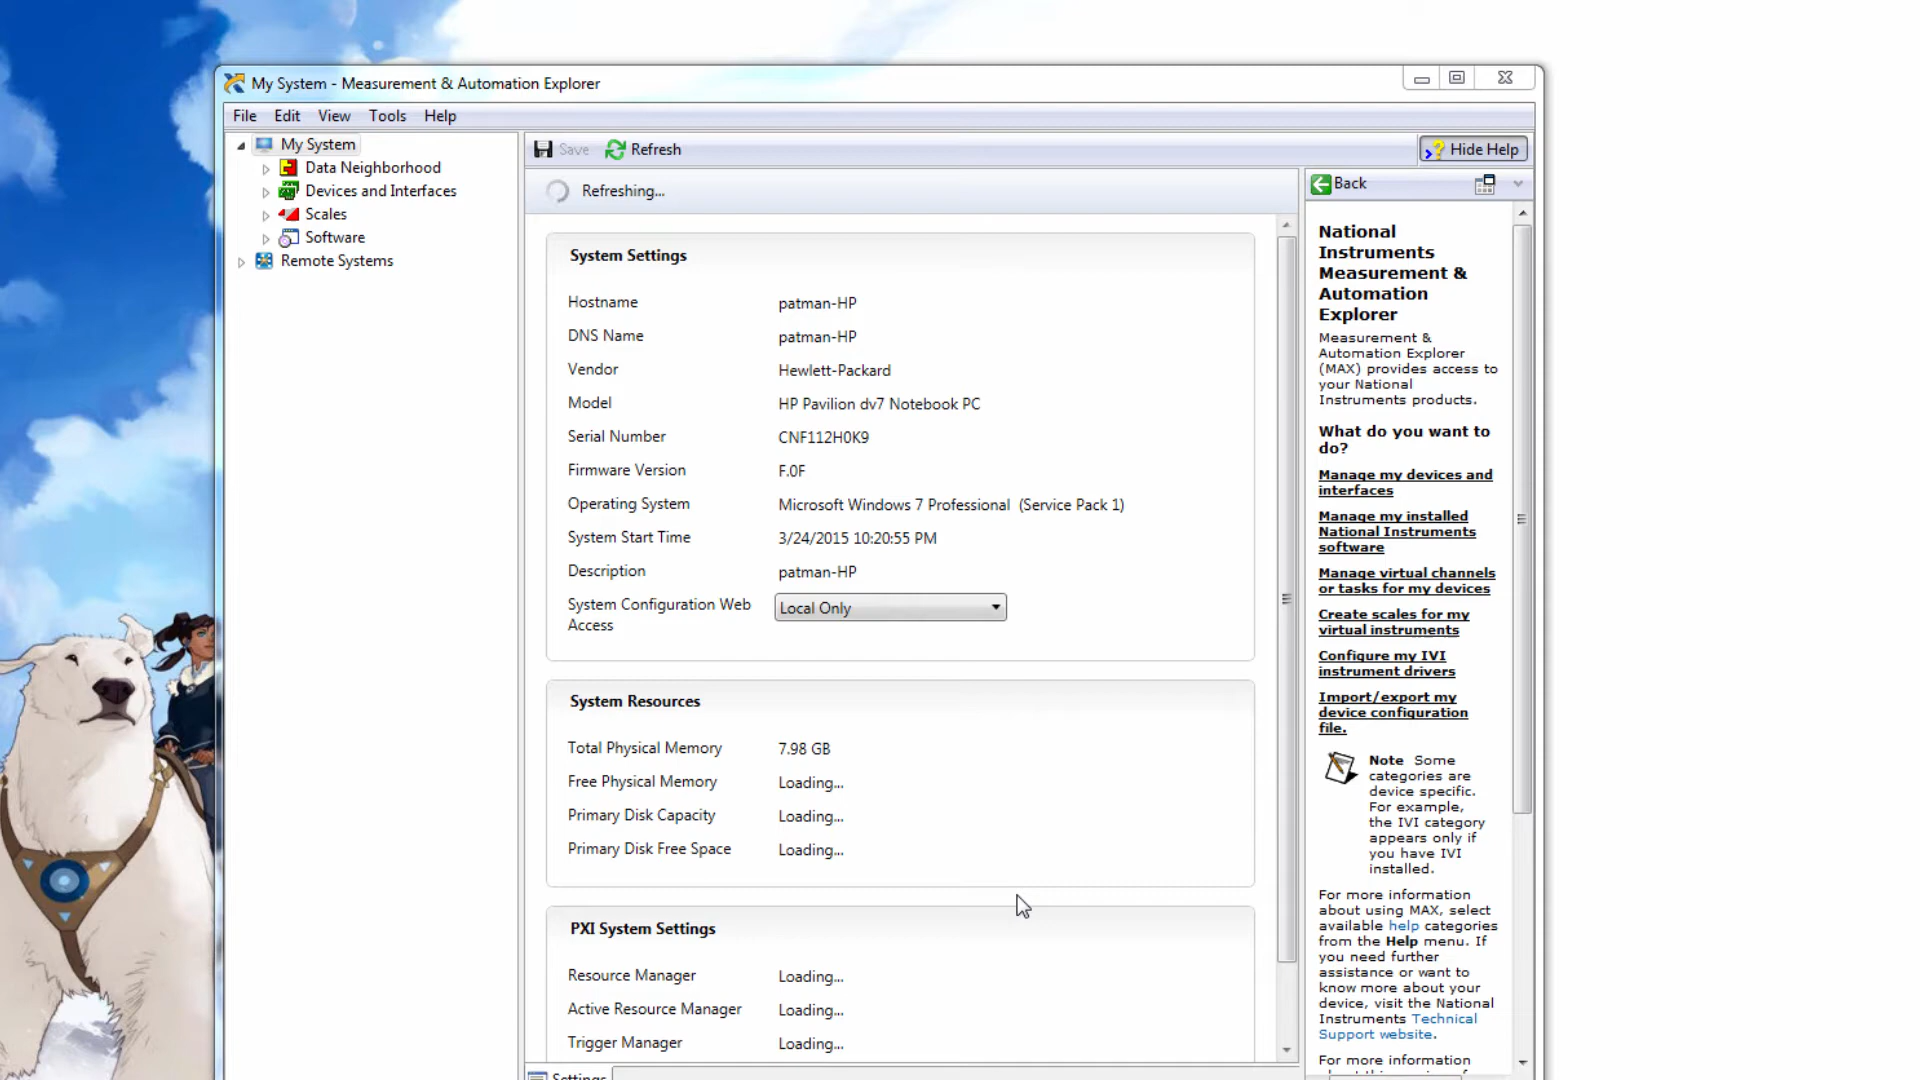 My System - Measurement & Automation Explorer
File Edit View Tools Help
My System
Data Neighborhood
Devices and Interfaces
Scales
Software
Remote Systems
Save Refresh
Hide Help
Refreshing...
System Settings
Hostname patman-HP
DNS Name patman-HP
Vendor Hewlett-Packard
Model HP Pavilion dv7 Notebook PC
Serial Number CNF112H0K9
Firmware Version F.0F
Operating System Microsoft Windows 7 Professional (Service Pack 1)
System Start Time 3/24/2015 10:20:55 PM
Description patman-HP
System Configuration Web
Access
Local Only
System Resources
Total Physical Memory 7.98 GB
Free Physical Memory Loading...
Primary Disk Capacity Loading...
Primary Disk Free Space Loading...
PXI System Settings
Resource Manager Loading...
Active Resource Manager Loading...
Trigger Manager Loading...
Settings
Back
National
Instruments
Measurement &
Automation
Explorer
Measurement &
Automation Explorer
(MAX) provides access to
your National
Instruments products.
What do you want to
do?
Manage my devices and
interfaces
Manage my installed
National Instruments
software
Manage virtual channels
or tasks for my devices
Create scales for my
virtual instruments
Configure my IVI
instrument drivers
Import/export my
device configuration
file.
Note Some
categories are
device specific.
For example,
the IVI category
appears only if
you have IVI
installed.
For more information
about using MAX, select
available help categories
from the Help menu. If
you need further
assistance or want to
know more about your
device, visit the National
Instruments Technical
Support website.
For more information